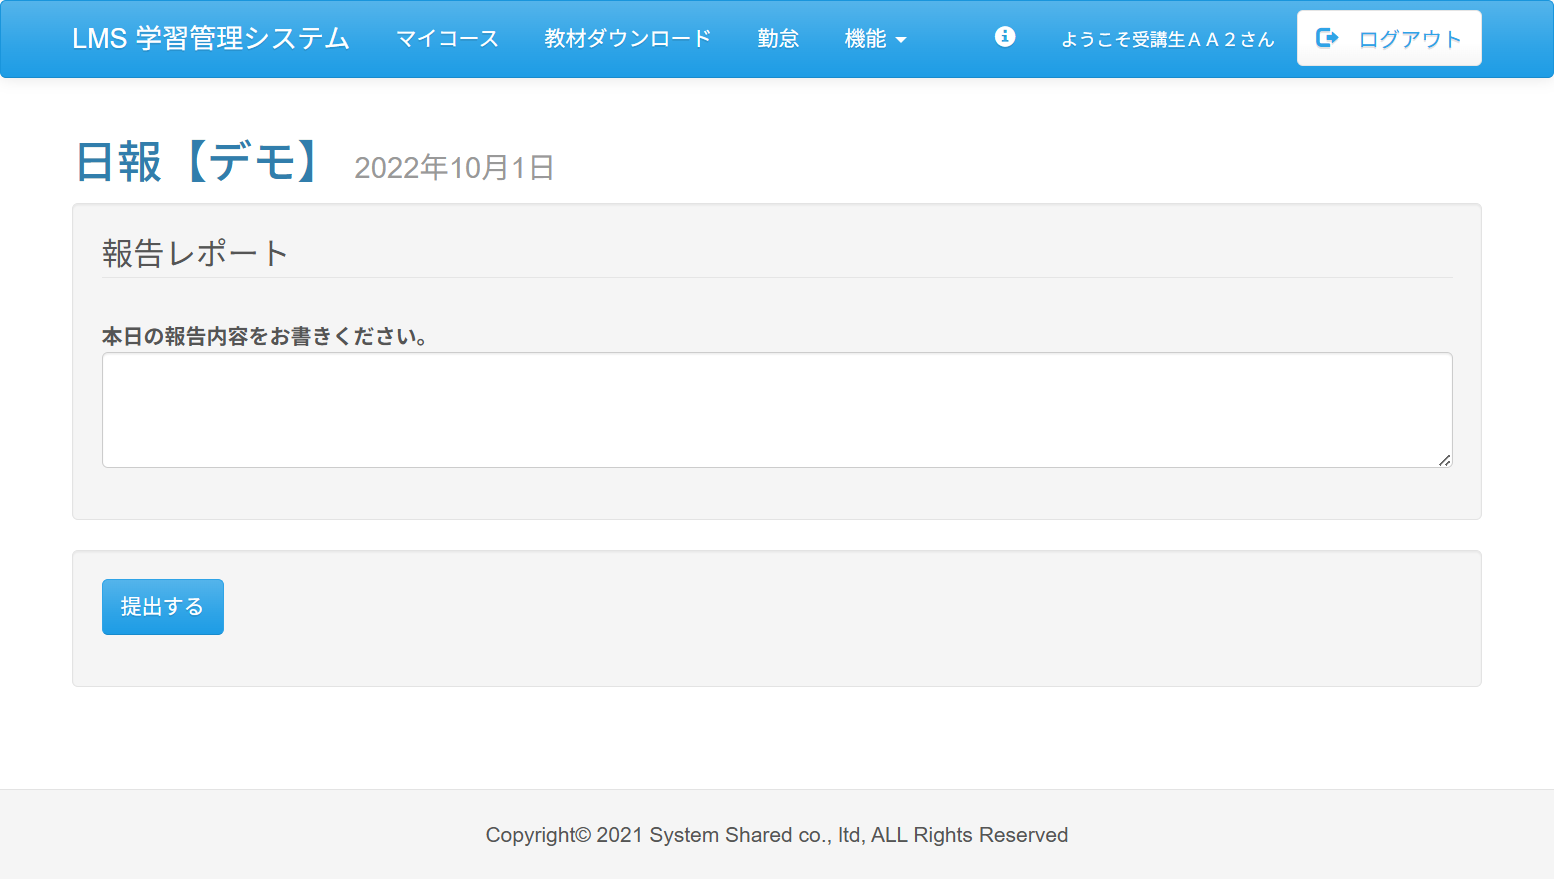 LMS 学習管理システム マイコース 教材ダウンロード 勤怠 機能 ようこそ受講生ＡＡ２さん ログアウト
日報【デモ】 2022年10月1日
報告レポート
本日の報告内容をお書きください。
提出する
Copyright© 2021 System Shared co., ltd, ALL Rights Reserved